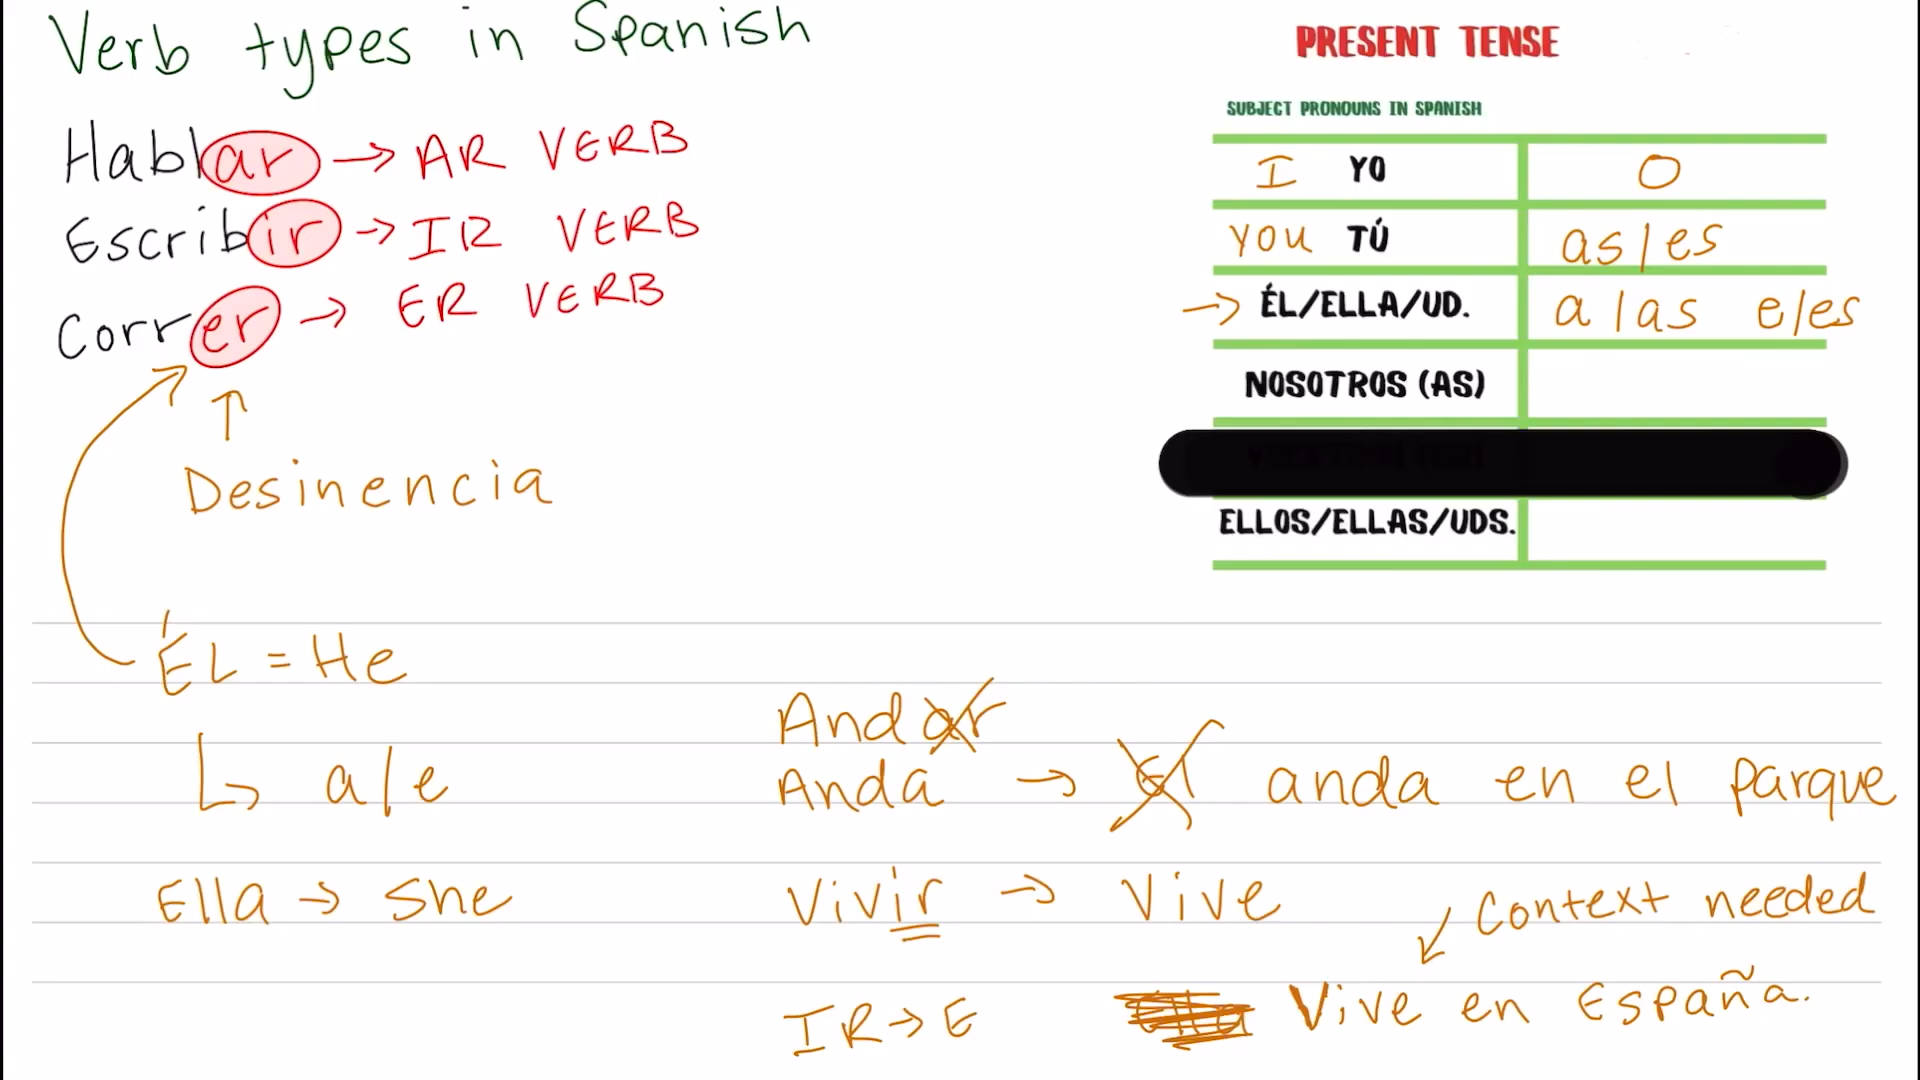 Verb types in Spanish
Hablar → AR VERB
Escribir → IR VERB
Correr → ER VERB
Desinencia
PRESENT TENSE
SUBJECT PRONOUNS IN SPANISH
I YO O
YOU TÚ as/es
→ ÉL/ELLA/UD. a/as e/es
NOSOTROS (AS)
ELLOS/ELLAS/UDS.
ÉL = He
a/e
Ella → She
Andar
Anda → Él anda en el parque
Vivir → Vive
Context needed
IR → E
Ella Vive en España.